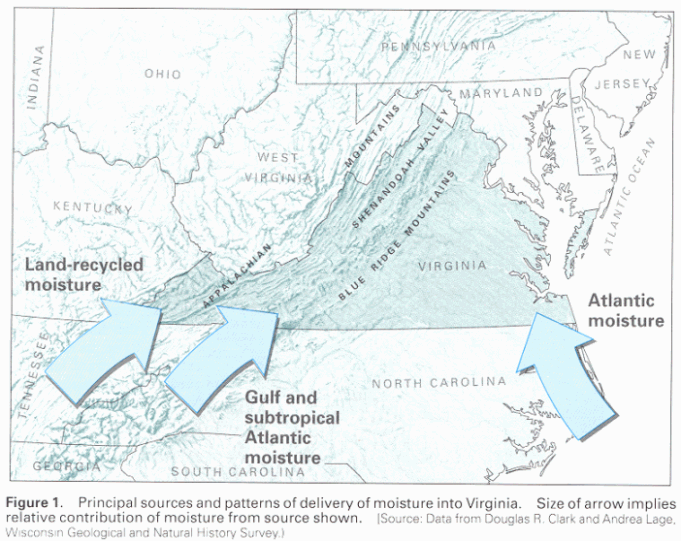 PENNSYLVANIA
NEW
JERSEY
INDIANA
OHIO
MARYLAND
DELAWARE
MOUNTAINS
SHENANDOAH VALLEY
WEST
VIRGINIA
ATLANTIC OCEAN
KENTUCKY
BLUE RIDGE MOUNTAINS
APPALACHIAN
VIRGINIA
Land-recycled
moisture
Atlantic
moisture
TENNESSEE
NORTH CAROLINA
Gulf and
subtropical
Atlantic
moisture
GEORGIA
SOUTH CAROLINA
Figure 1. Principal sources and patterns of delivery of moisture into Virginia. Size of arrow implies
relative contribution of moisture from source shown. [Source: Data from Douglas R. Clark and Andrea Lage,
Wisconsin Geological and Natural History Survey.)